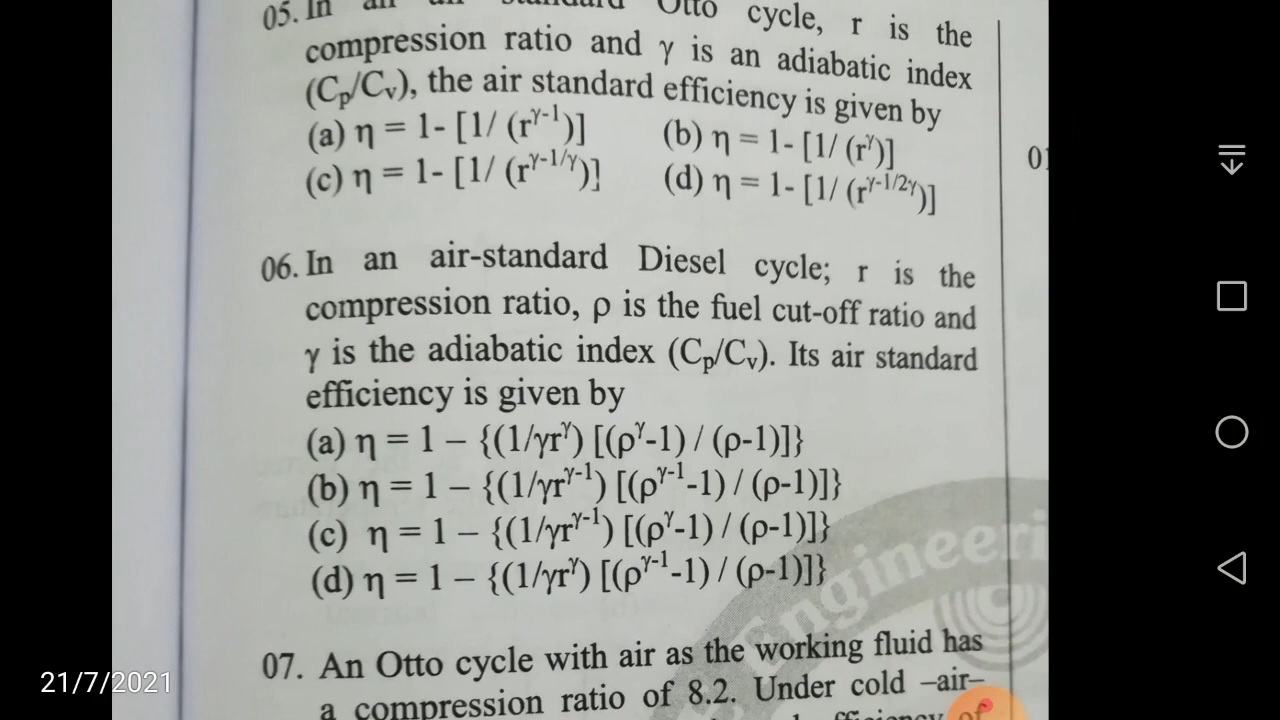 05. In an air standard Otto cycle, r is the
compression ratio and γ is an adiabatic index
(Cp/Cv), the air standard efficiency is given by
(a) η = 1- [1/ (r^γ-1)] (b) η = 1- [1/ (r^γ)]
(c) η = 1- [1/ (r^γ-1/γ)] (d) η = 1- [1/ (r^γ-1/2γ)]
01
06. In an air-standard Diesel cycle; r is the
compression ratio, ρ is the fuel cut-off ratio and
γ is the adiabatic index (Cp/Cv). Its air standard
efficiency is given by
(a) η = 1 – {(1/γr^γ) [(ρ^γ-1) / (ρ-1)]}
(b) η = 1 – {(1/γr^γ-1) [(ρ^γ-1-1) / (ρ-1)]}
(c) η = 1 – {(1/γr^γ-1) [(ρ^γ-1) / (ρ-1)]}
(d) η = 1 – {(1/γr^γ) [(ρ^γ-1-1) / (ρ-1)]}
Engineeri
07. An Otto cycle with air as the working fluid has
a compression ratio of 8.2. Under cold –air–
efficiency of
21/7/2021